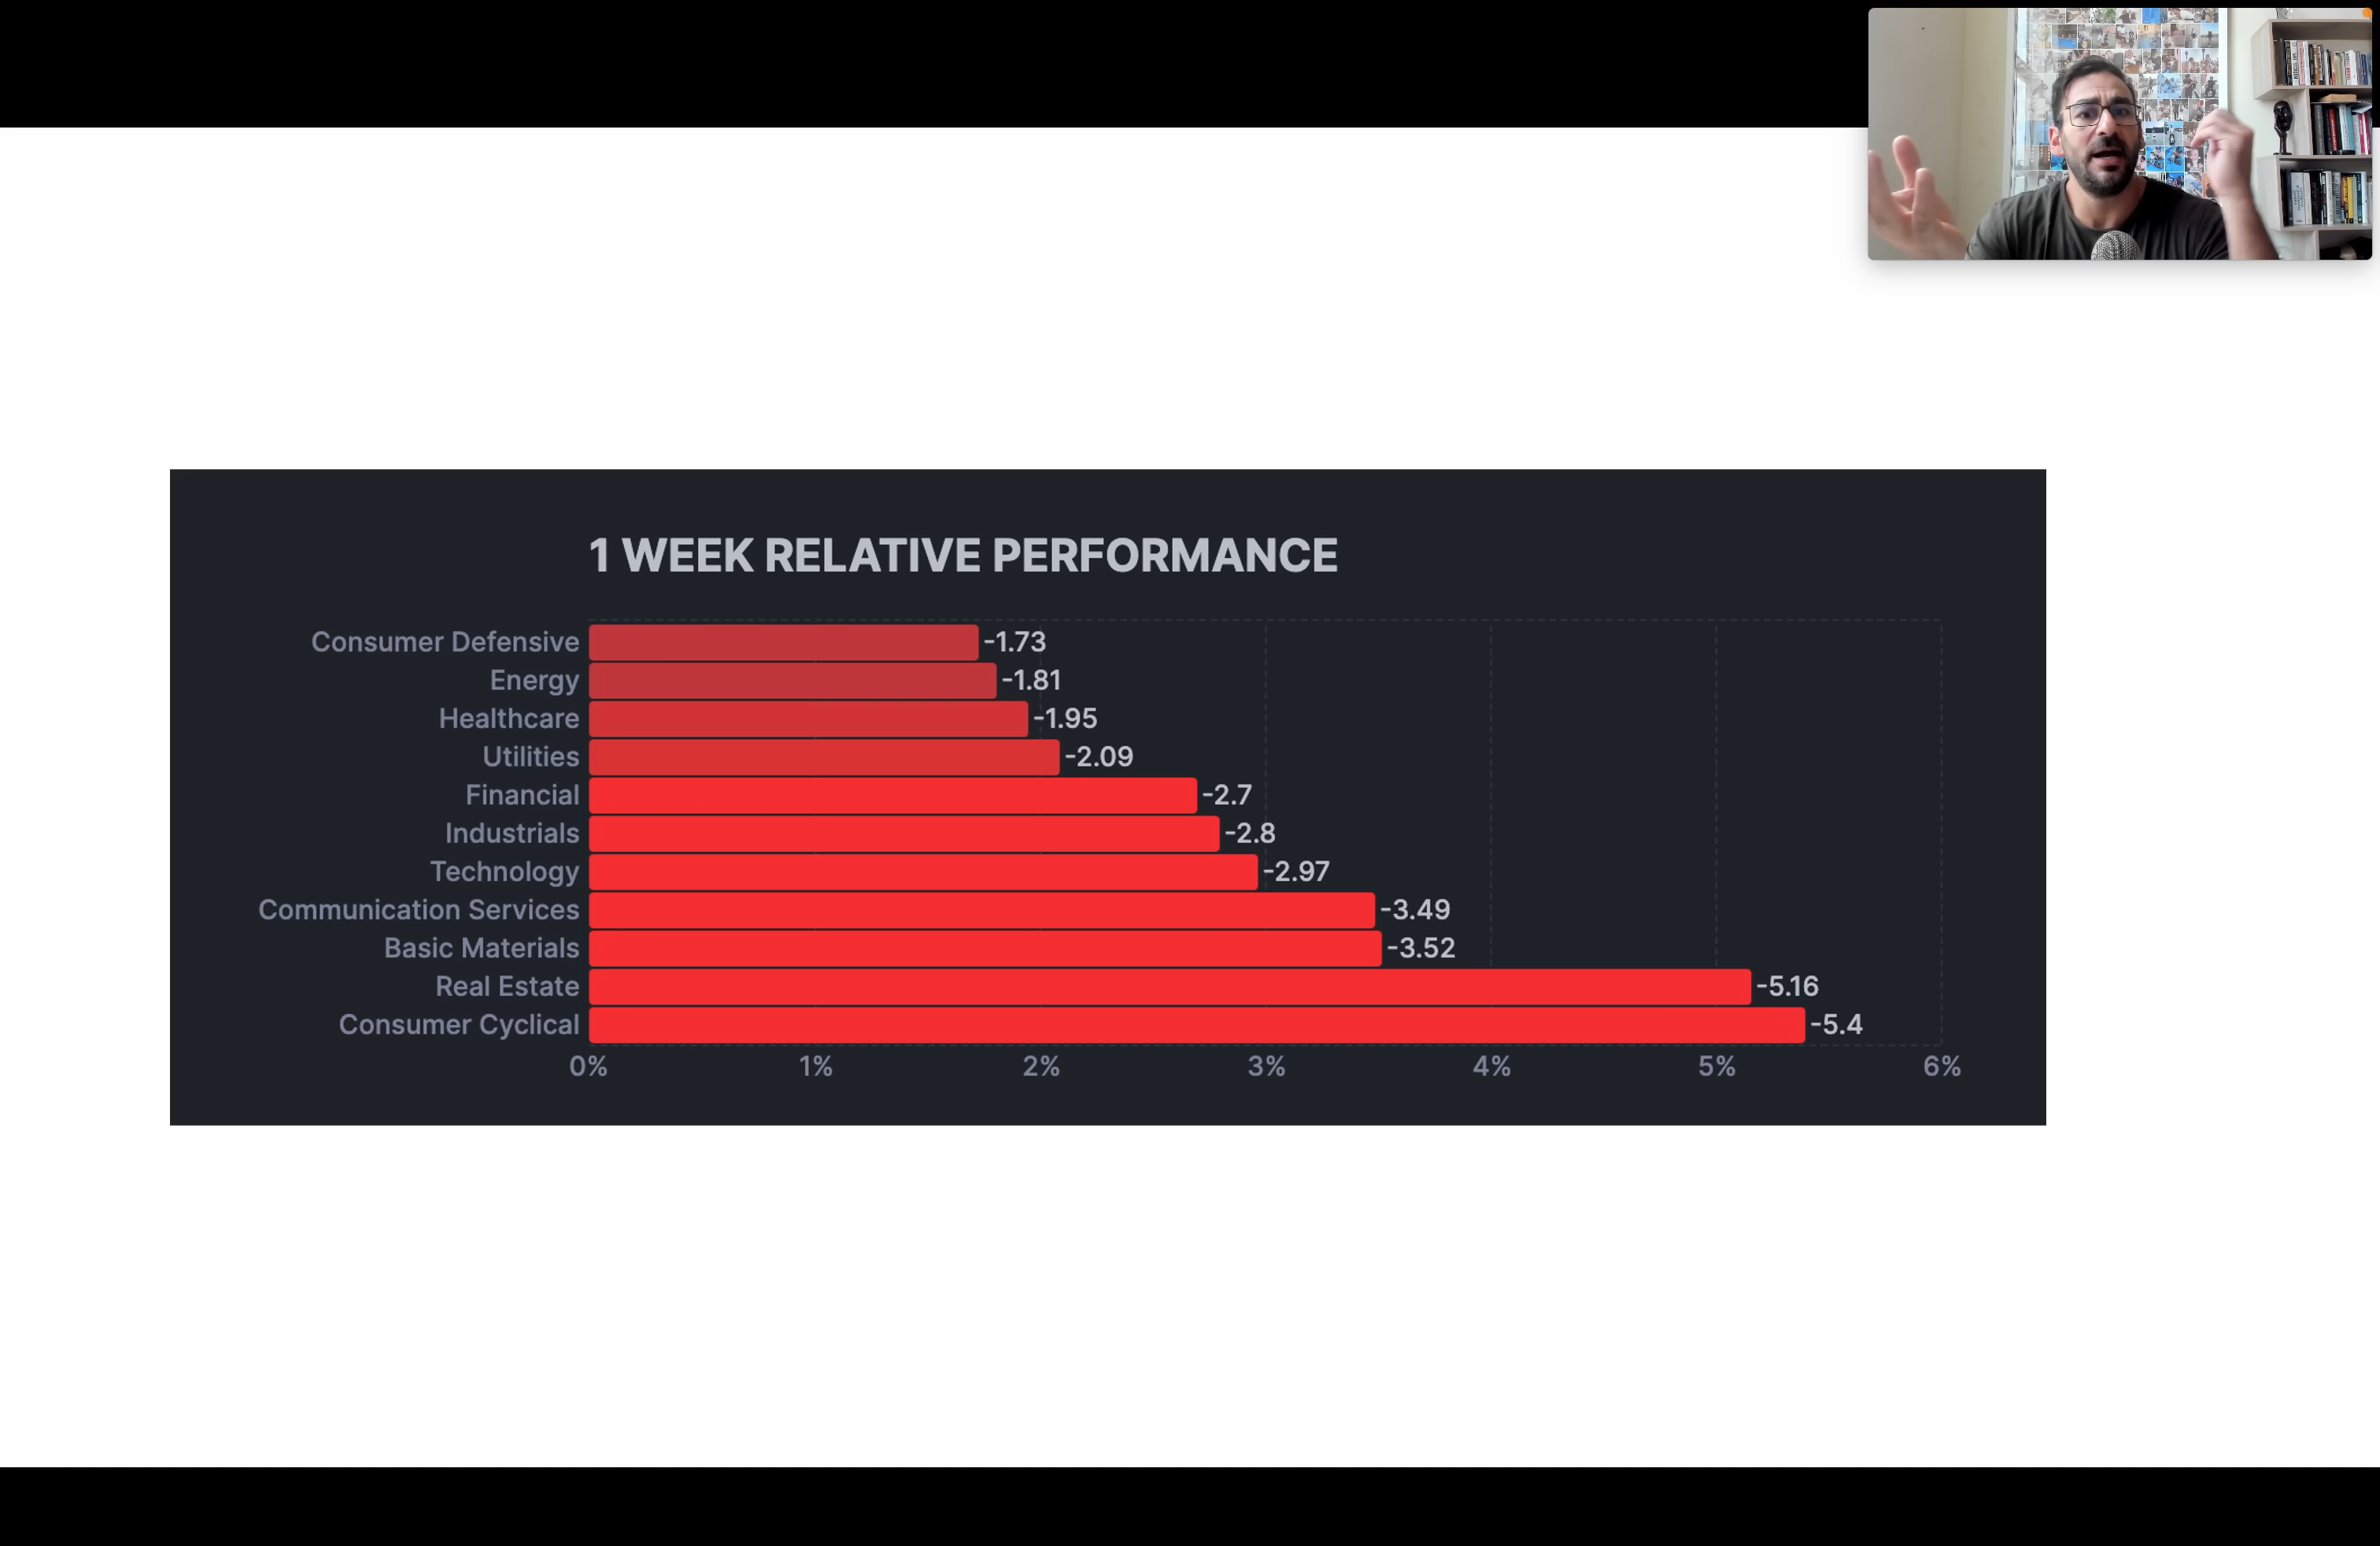 1 WEEK RELATIVE PERFORMANCE
Consumer Defensive -1.73
Energy -1.81
Healthcare -1.95
Utilities -2.09
Financial -2.7
Industrials -2.8
Technology -2.97
Communication Services -3.49
Basic Materials -3.52
Real Estate -5.16
Consumer Cyclical -5.4
0% 1% 2% 3% 4% 5% 6%